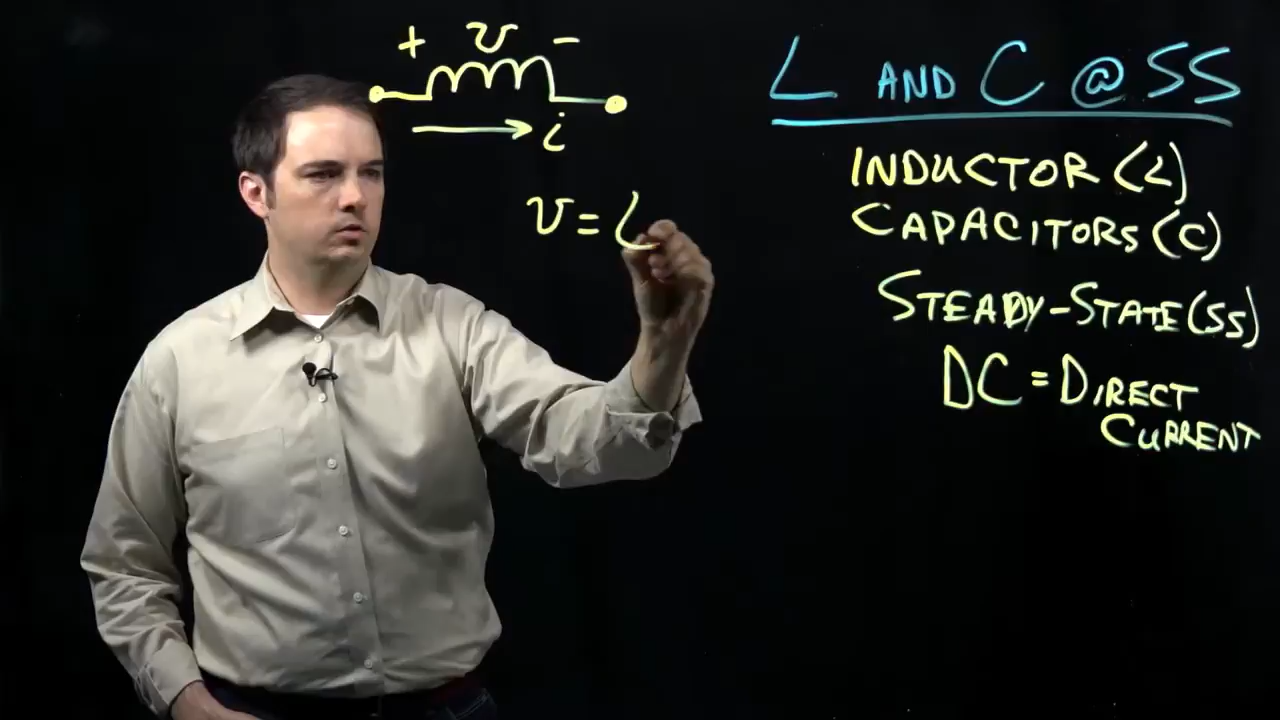 + v -
i
v = L
L AND C @ SS
INDUCTOR (L)
CAPACITORS (C)
STEADY-STATE (SS)
DC = DIRECT
CURRENT